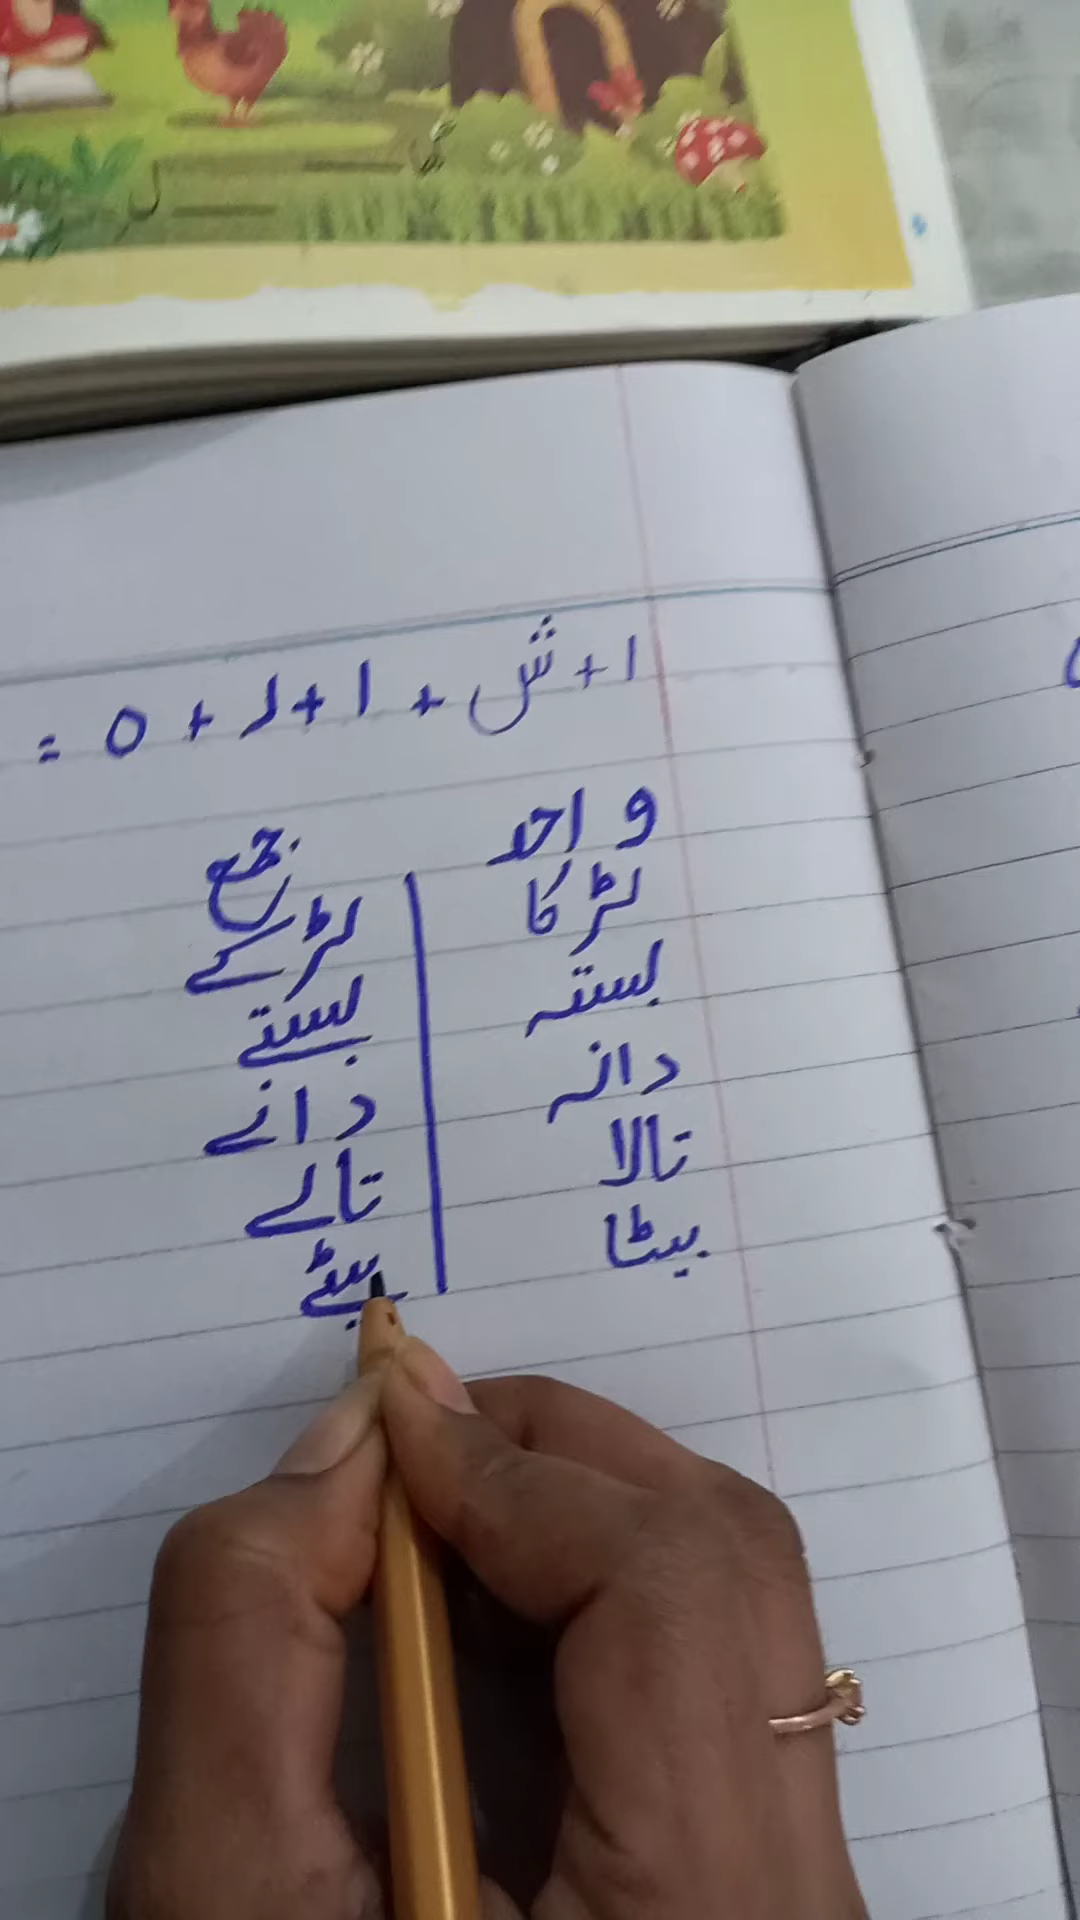 ا + ش + ا + ر + ه =
واحد جمع
لڑکا لڑکے
بستہ بستے
دانہ دانے
تالا تالے
بیٹا بیٹے